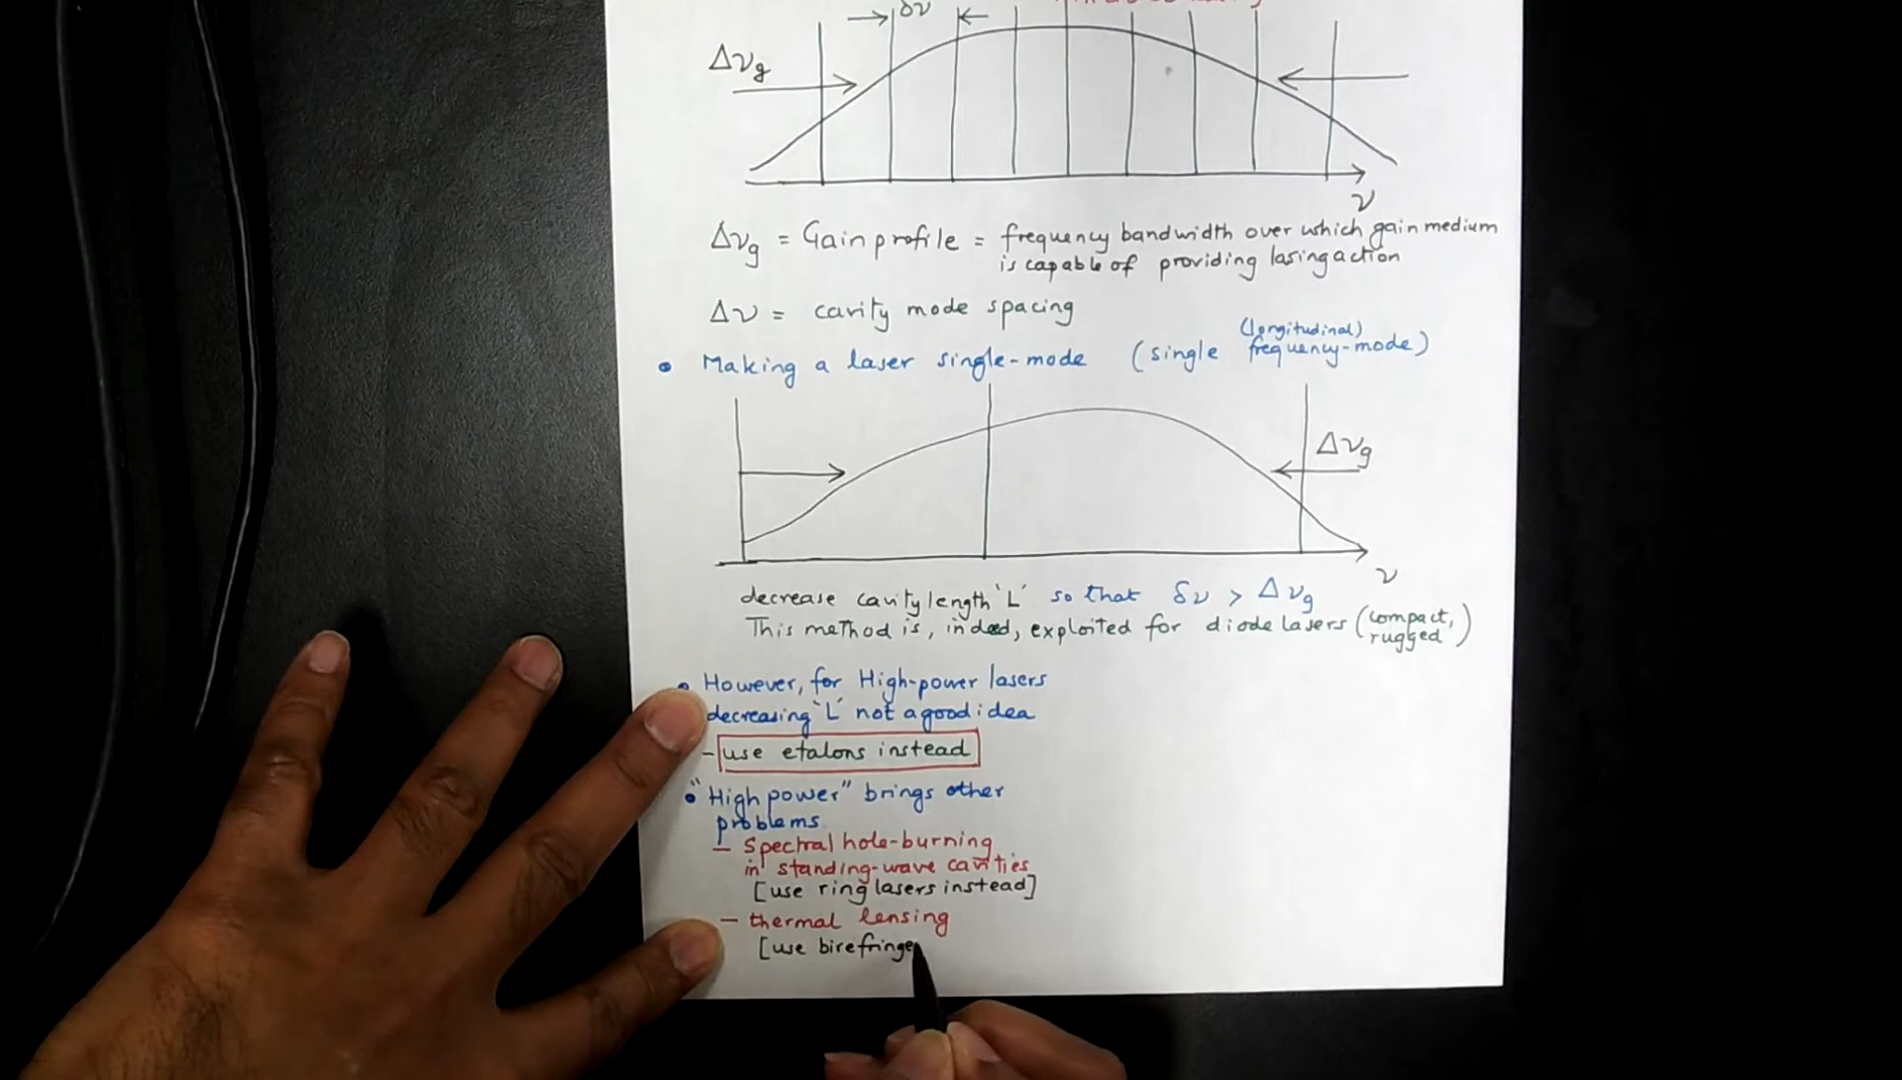 δν
Δνg
ν
Δνg = Gain profile = frequency bandwidth over which gain medium
is capable of providing lasing action
Δν = cavity mode spacing
(longitudinal)
• Making a laser single-mode (single frequency-mode)
Δνg
ν
decrease cavity length 'L' so that δν > Δνg
This method is, indeed, exploited for diode lasers (compact,
rugged)
• However, for High-power lasers
decreasing 'L' not a good idea
- use etalons instead
• "High power" brings other
problems
- Spectral hole-burning
in standing-wave cavities
[use ring lasers instead]
- thermal lensing
[use birefringe